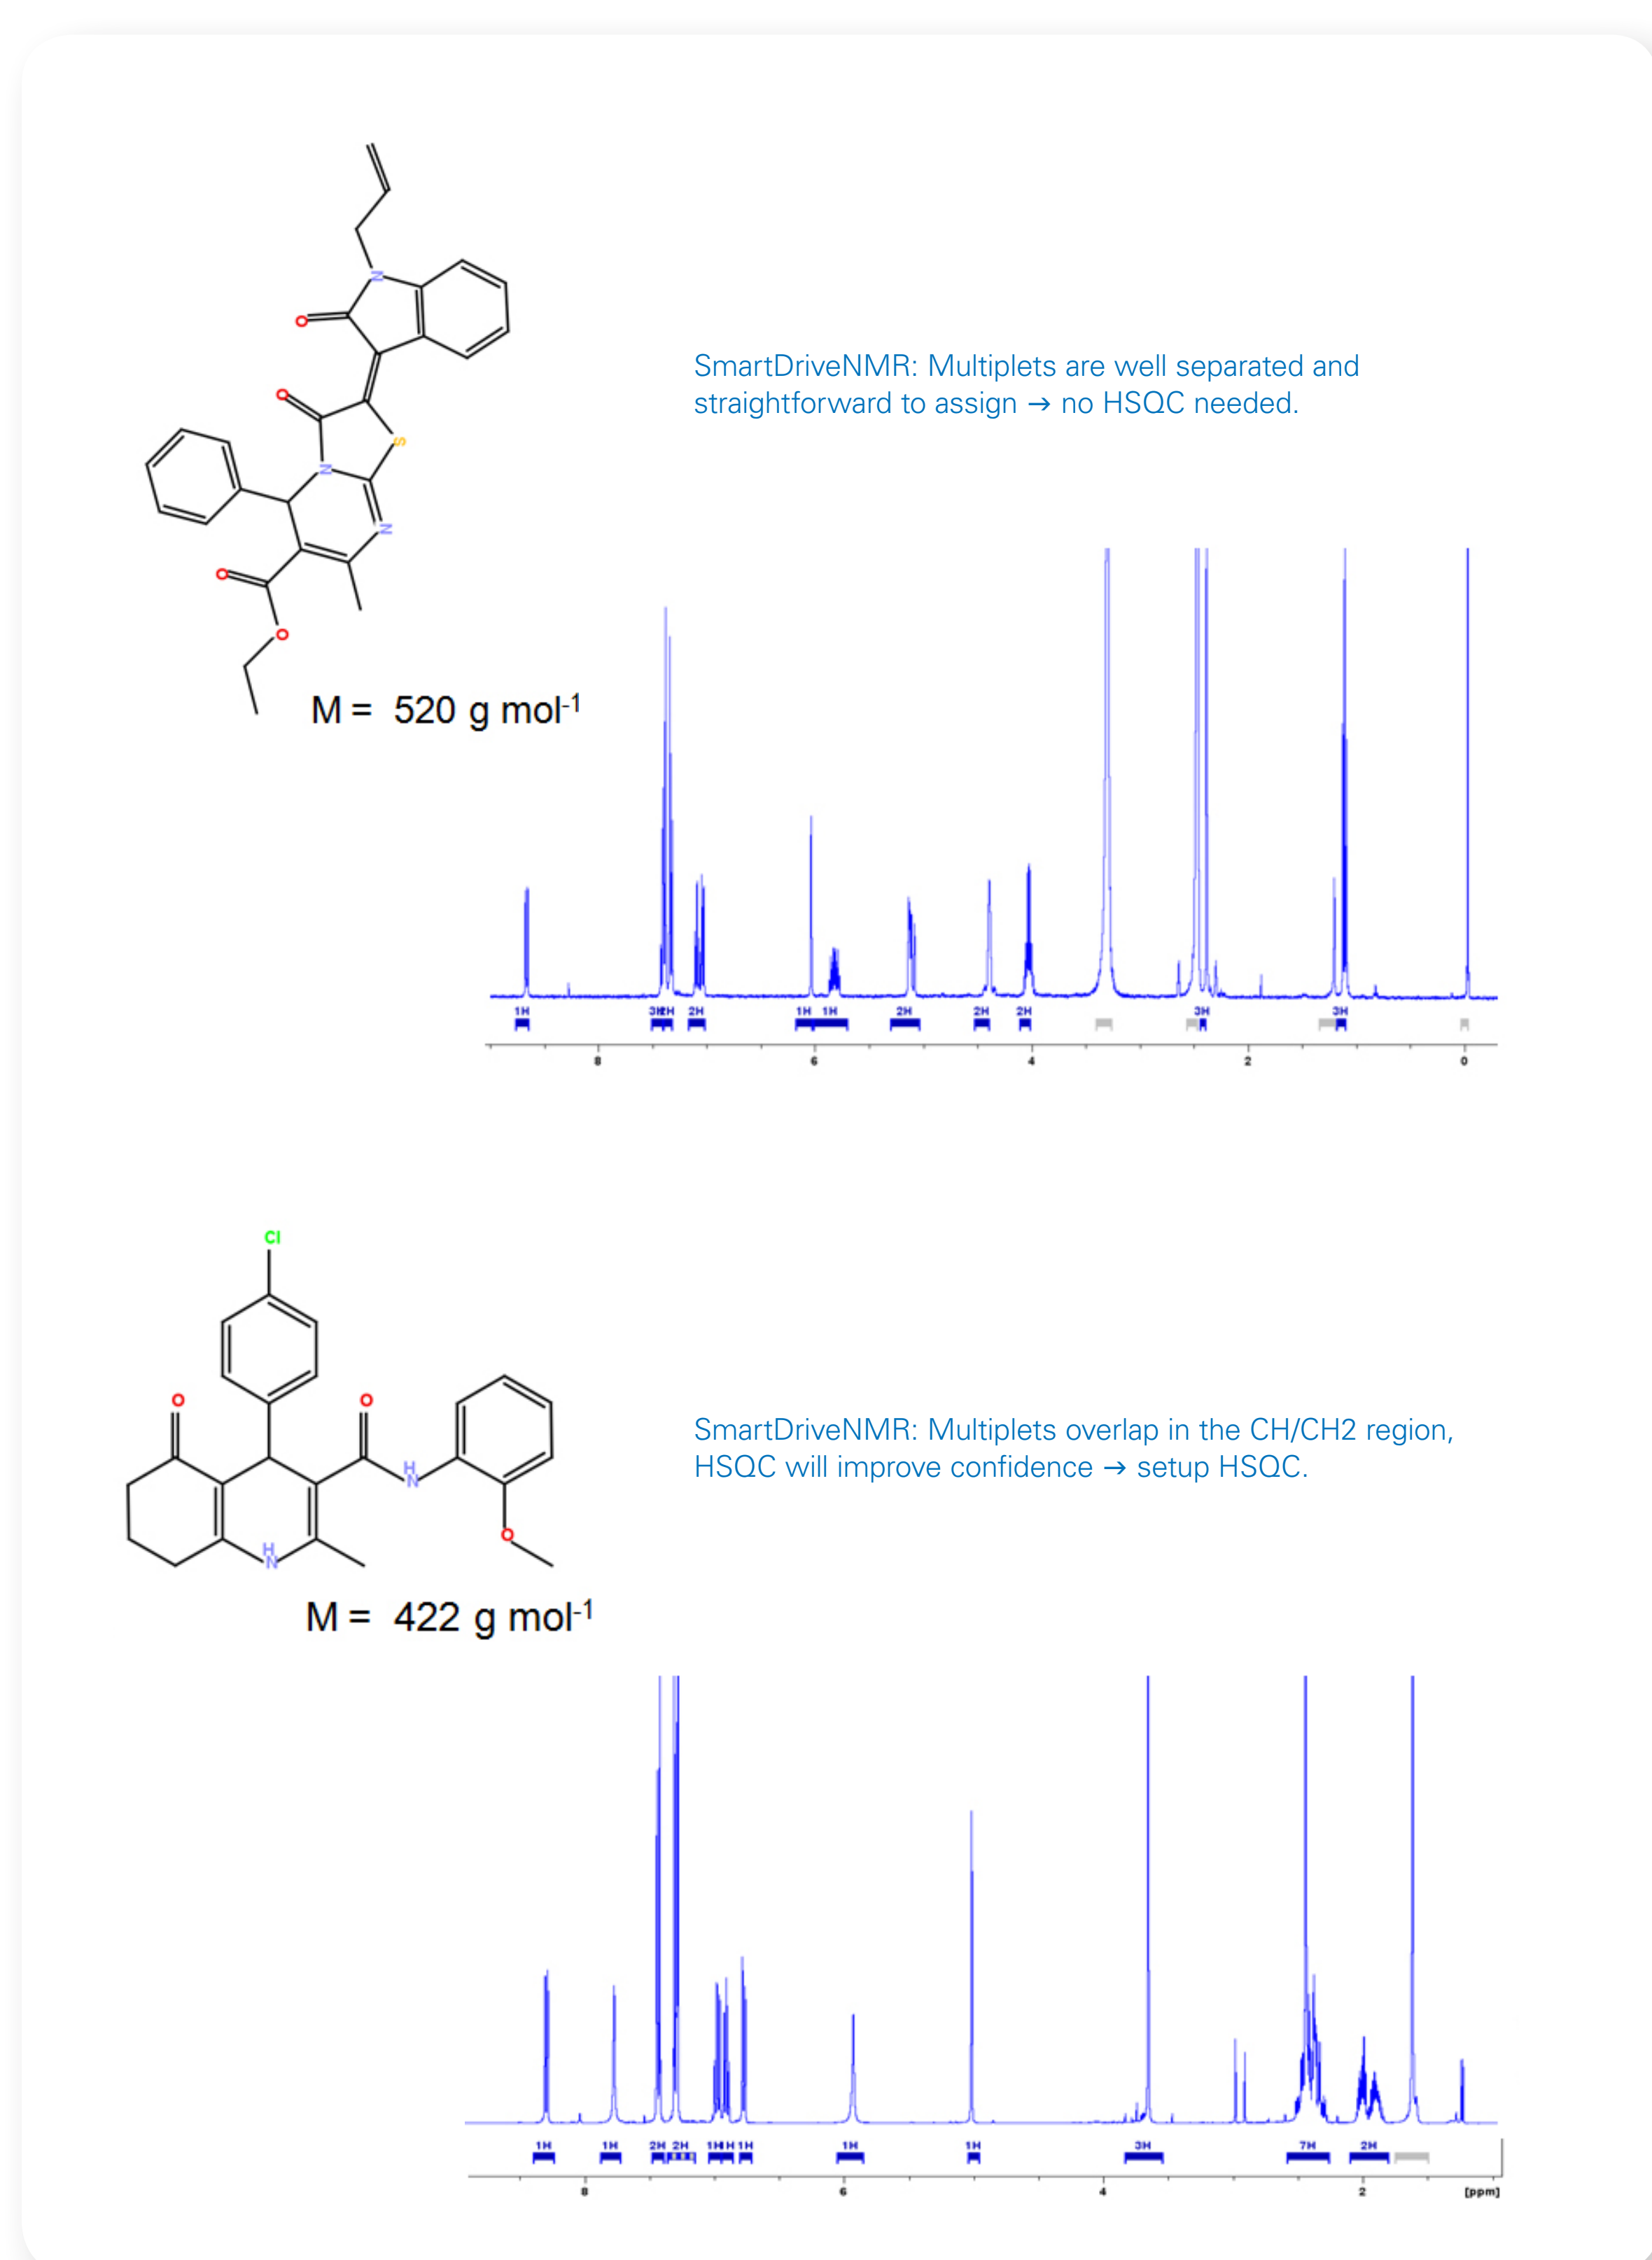 N
O
SmartDriveNMR: Multiplets are well separated and
straightforward to assign → no HSQC needed.
O
S
N
N
O
O
M = 520 g mol-1
1H 3H 2H 2H 1H 1H 2H 2H 2H 3H 3H
8 6 4 2 0
Cl
O O
SmartDriveNMR: Multiplets overlap in the CH/CH2 region,
HSQC will improve confidence → setup HSQC.
H
N
O
H
N
M = 422 g mol-1
1H 1H 2H 2H 1H 1H 1H 1H 1H 3H 7H 2H
8 6 4 2 [ppm]